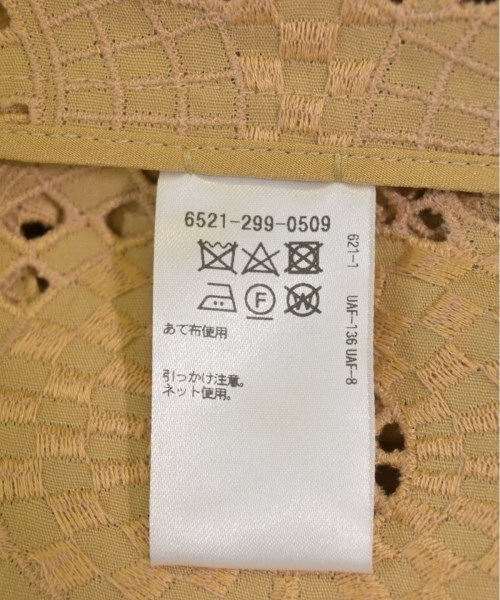 6521-299-0509
F
W
あて布使用
引っかけ注意。
ネット使用。
621-1 UAF-136 UAF-8